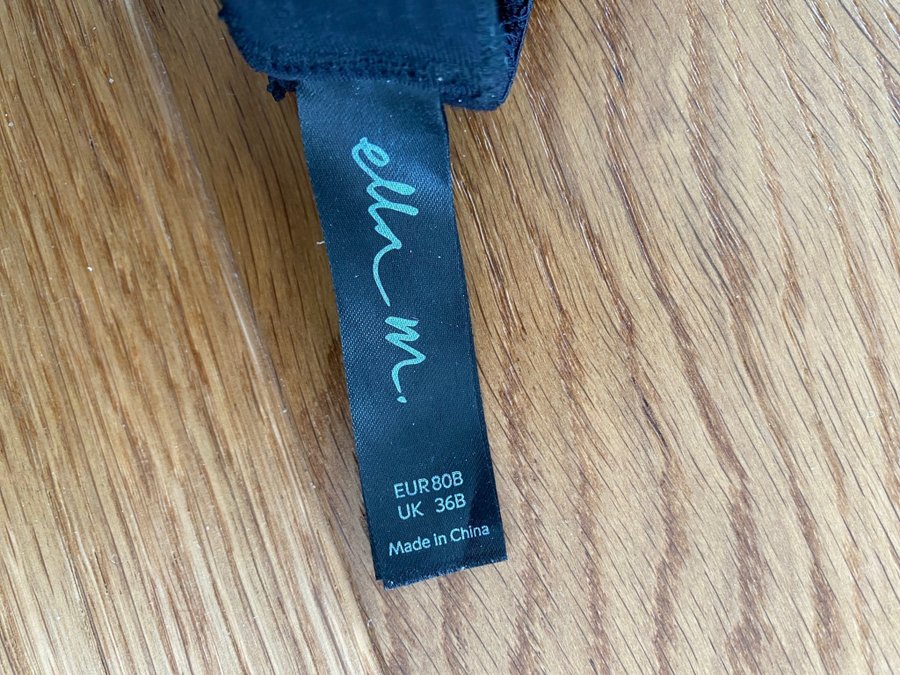 ella m.
EUR 80B
UK 36B
Made in China